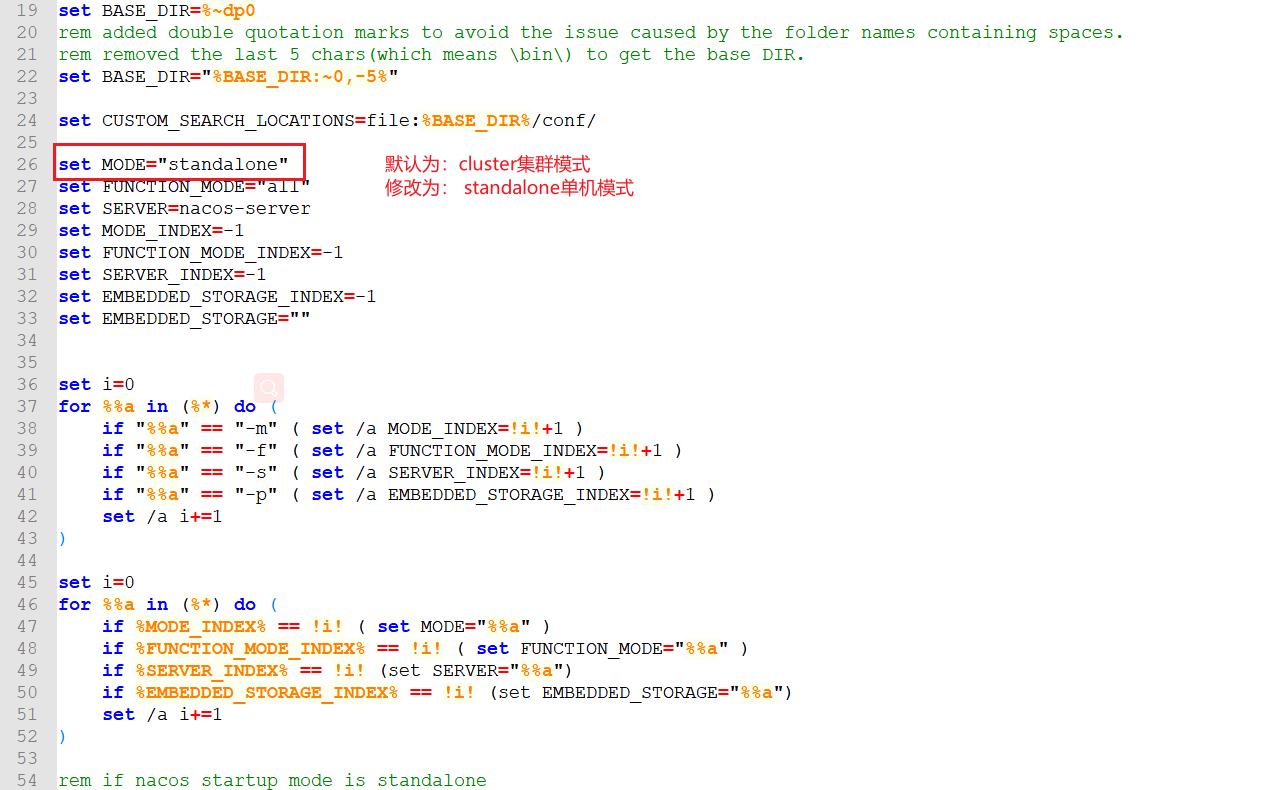 19 set BASE_DIR=%~dp0
20 rem added double quotation marks to avoid the issue caused by the folder names containing spaces.
21 rem removed the last 5 chars(which means \bin\) to get the base DIR.
22 set BASE_DIR="%BASE_DIR:~0,-5%"
23
24 set CUSTOM_SEARCH_LOCATIONS=file:%BASE_DIR%/conf/
25
26 set MODE="standalone" 默认为：cluster集群模式
27 set FUNCTION_MODE="all" 修改为： standalone单机模式
28 set SERVER=nacos-server
29 set MODE_INDEX=-1
30 set FUNCTION_MODE_INDEX=-1
31 set SERVER_INDEX=-1
32 set EMBEDDED_STORAGE_INDEX=-1
33 set EMBEDDED_STORAGE=""
34
35
36 set i=0
37 for %%a in (%*) do (
38     if "%%a" == "-m" ( set /a MODE_INDEX=!i!+1 )
39     if "%%a" == "-f" ( set /a FUNCTION_MODE_INDEX=!i!+1 )
40     if "%%a" == "-s" ( set /a SERVER_INDEX=!i!+1 )
41     if "%%a" == "-p" ( set /a EMBEDDED_STORAGE_INDEX=!i!+1 )
42     set /a i+=1
43 )
44
45 set i=0
46 for %%a in (%*) do (
47     if %MODE_INDEX% == !i! ( set MODE="%%a" )
48     if %FUNCTION_MODE_INDEX% == !i! ( set FUNCTION_MODE="%%a" )
49     if %SERVER_INDEX% == !i! (set SERVER="%%a")
50     if %EMBEDDED_STORAGE_INDEX% == !i! (set EMBEDDED_STORAGE="%%a")
51     set /a i+=1
52 )
53
54 rem if nacos startup mode is standalone